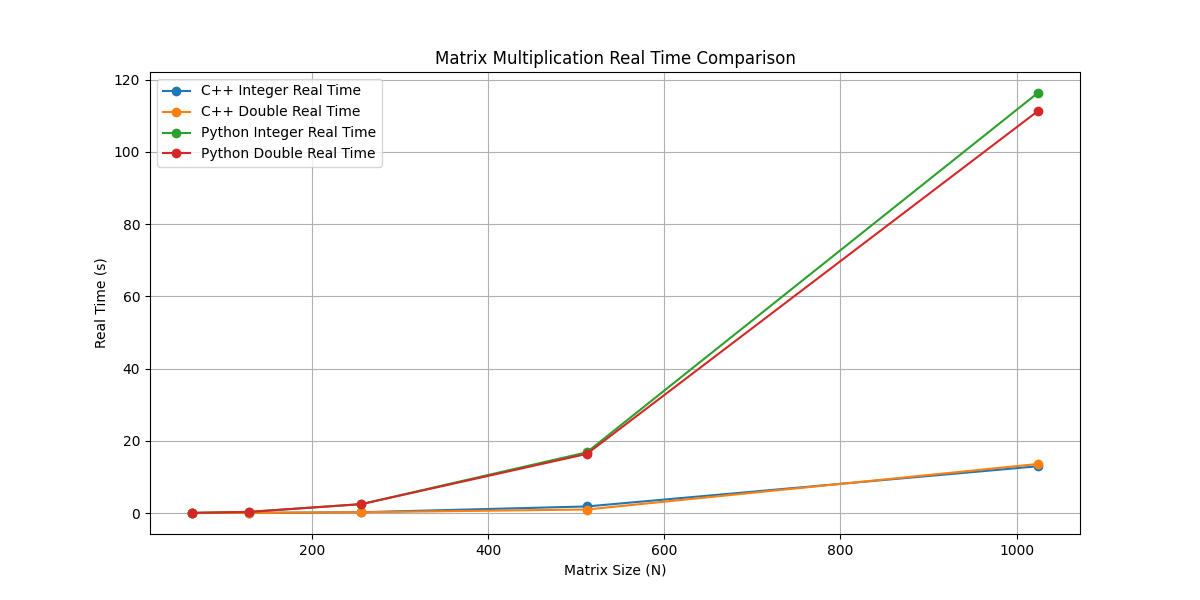 Matrix Multiplication Real Time Comparison
120
100
80
60
40
20
0
Real Time (s)
C++ Integer Real Time
C++ Double Real Time
Python Integer Real Time
Python Double Real Time
200
400
600
800
1000
Matrix Size (N)